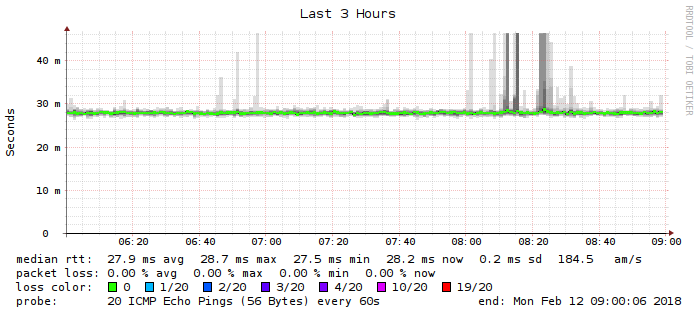 Last 3 Hours
RRDTOOL / TOBI OETIKER
Seconds
40 m
30 m
20 m
10 m
0
06:20 06:40 07:00 07:20 07:40 08:00 08:20 08:40 09:00
median rtt: 27.9 ms avg 28.7 ms max 27.5 ms min 28.2 ms now 0.2 ms sd 184.5 am/s
packet loss: 0.00 % avg 0.00 % max 0.00 % min 0.00 % now
loss color: 0 1/20 2/20 3/20 4/20 10/20 19/20
probe: 20 ICMP Echo Pings (56 Bytes) every 60s end: Mon Feb 12 09:00:06 2018